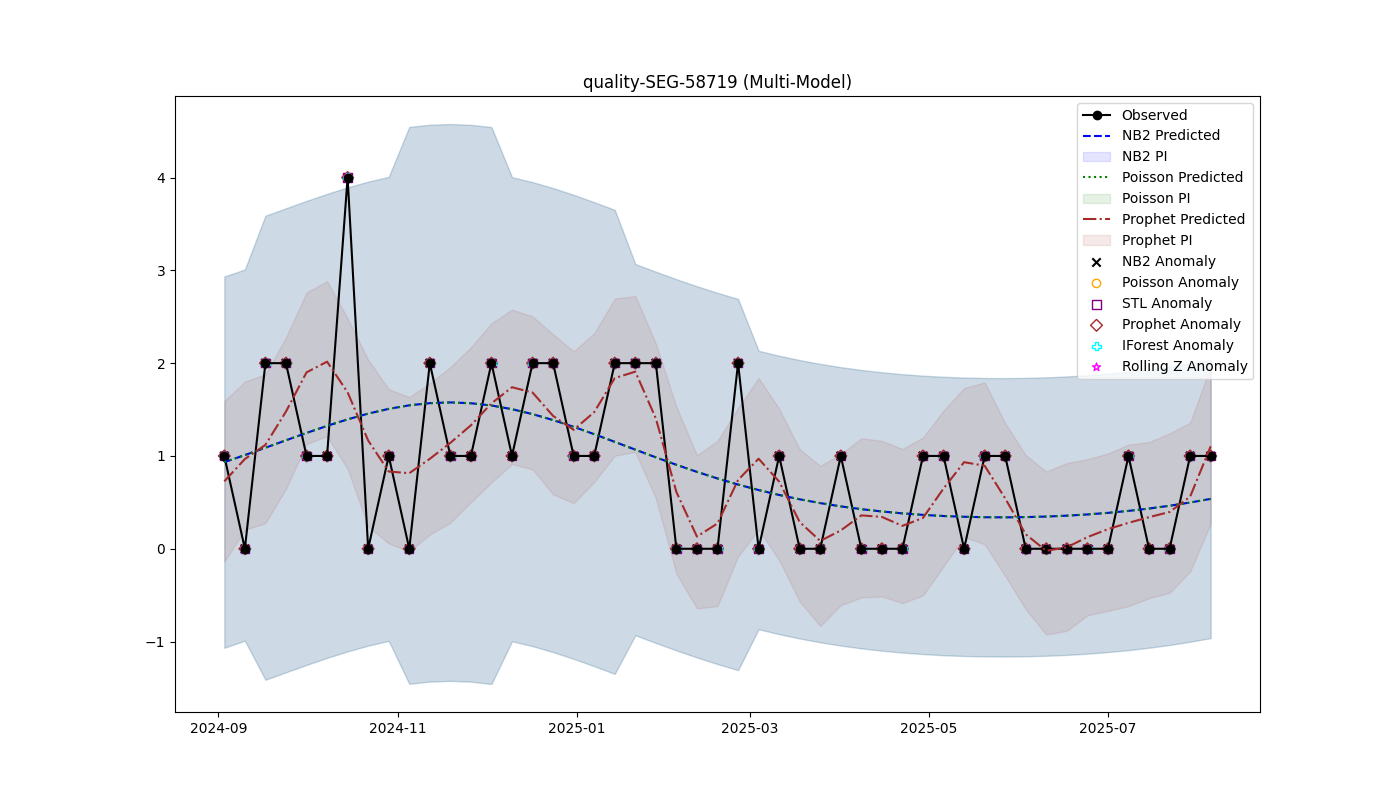 quality-SEG-58719 (Multi-Model)
Observed
NB2 Predicted
NB2 PI
Poisson Predicted
Poisson PI
Prophet Predicted
Prophet PI
NB2 Anomaly
Poisson Anomaly
STL Anomaly
Prophet Anomaly
IForest Anomaly
Rolling Z Anomaly
4
3
2
1
0
−1
2024-09
2024-11
2025-01
2025-03
2025-05
2025-07